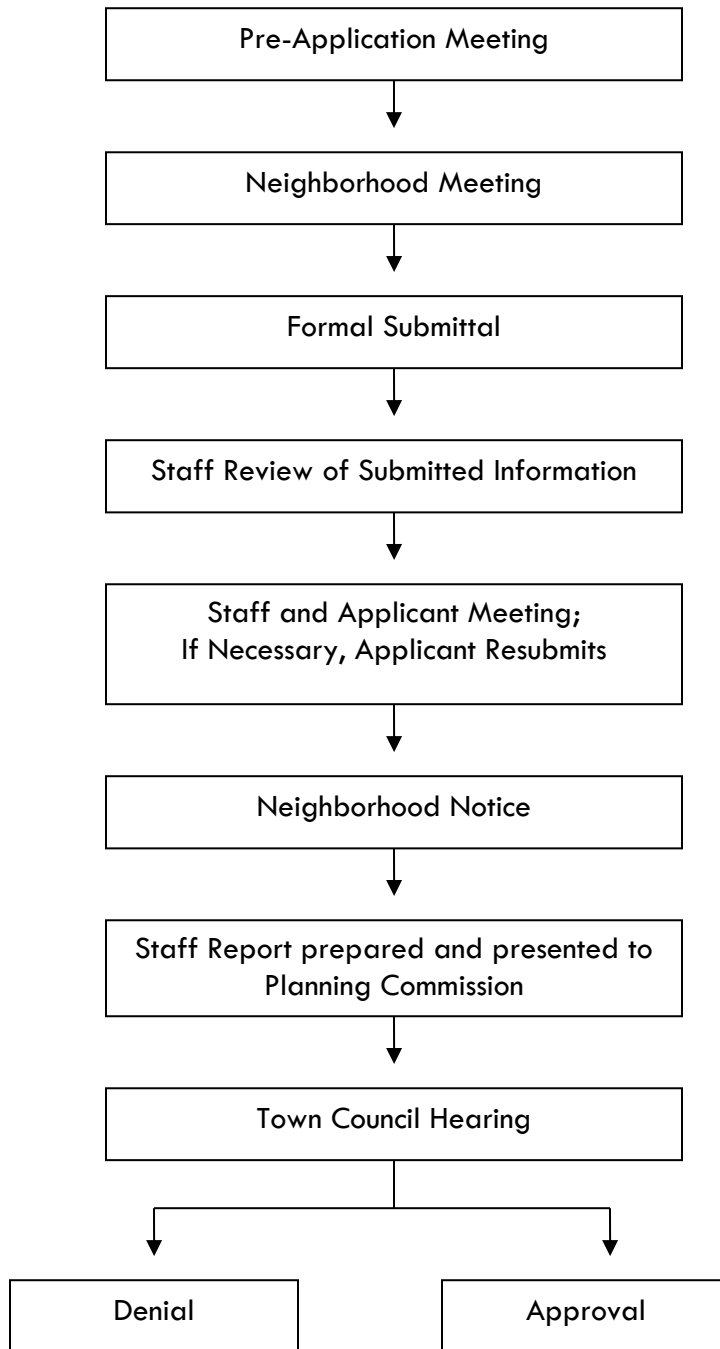 Pre-Application Meeting
Neighborhood Meeting
Formal Submittal
Staff Review of Submitted Information
Staff and Applicant Meeting;
If Necessary, Applicant Resubmits
Neighborhood Notice
Staff Report prepared and presented to
Planning Commission
Town Council Hearing
Denial
Approval